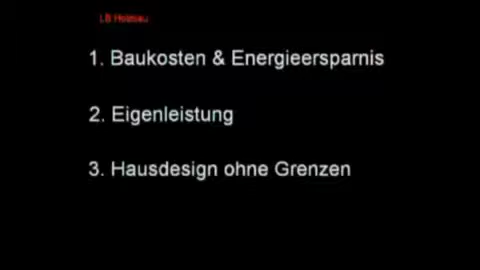 LB Holzbau
1. Baukosten & Energieersparnis
2. Eigenleistung
3. Hausdesign ohne Grenzen